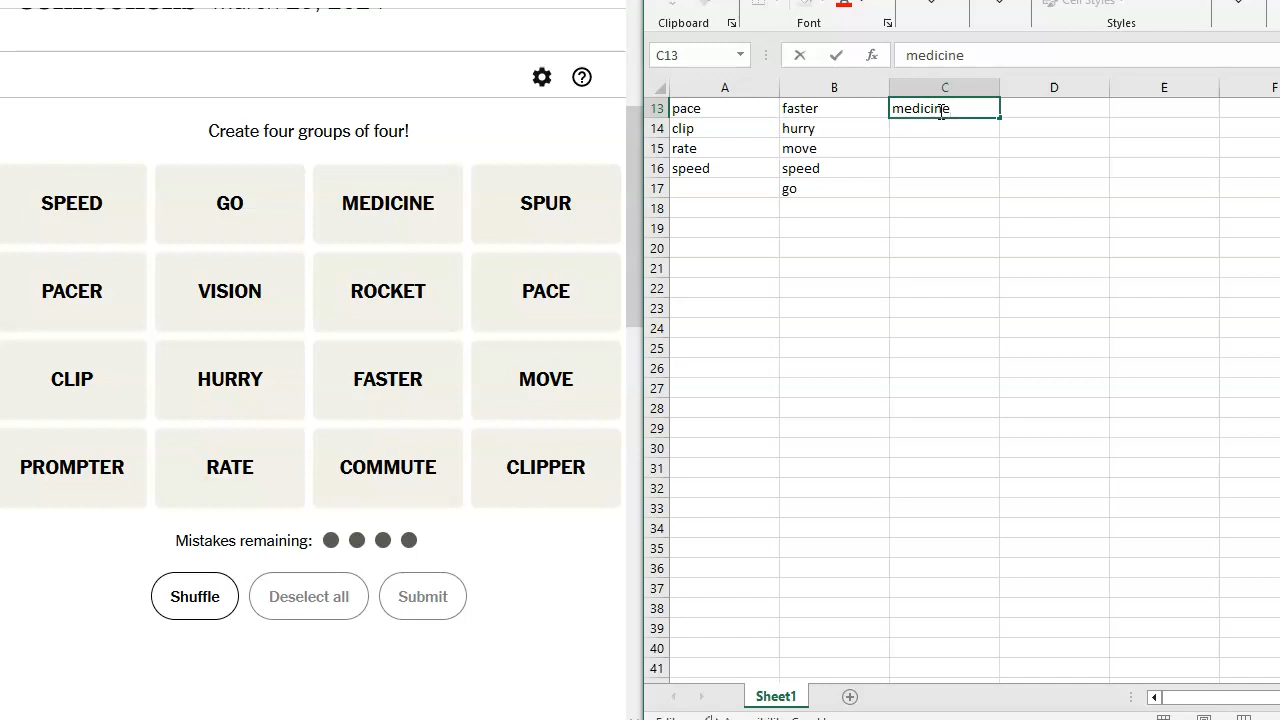 Clipboard
Font
Styles
C13
fx
medicine
A B C D E F
13 pace faster medicine
14 clip hurry
15 rate move
16 speed speed
17 go
18
19
20
21
22
23
24
25
26
27
28
29
30
31
32
33
34
35
36
37
38
39
40
41
Sheet1
Create four groups of four!
SPEED GO MEDICINE SPUR
PACER VISION ROCKET PACE
CLIP HURRY FASTER MOVE
PROMPTER RATE COMMUTE CLIPPER
Mistakes remaining:
Shuffle
Deselect all
Submit